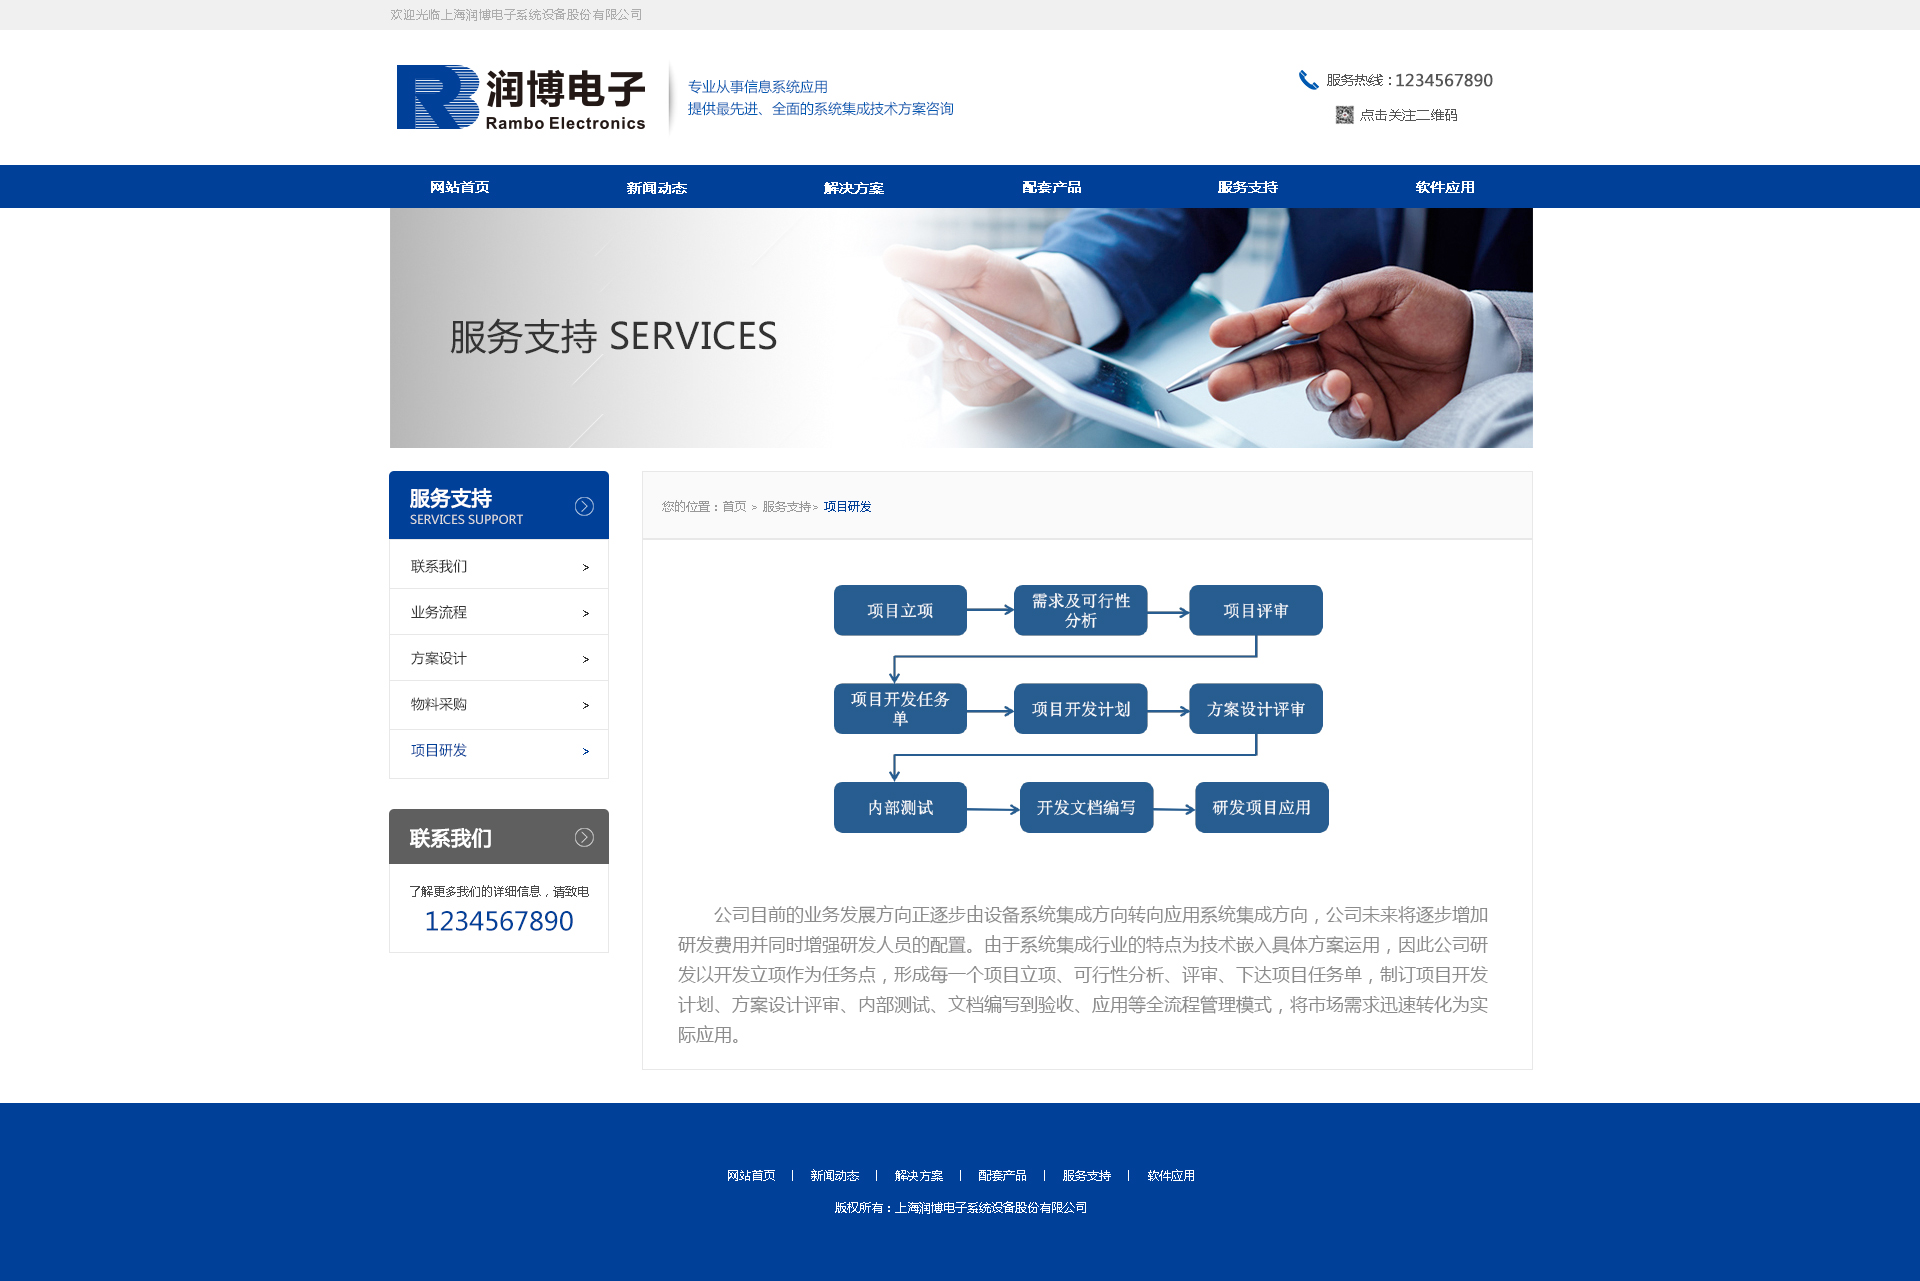 欢迎光临上海润博电子系统设备股份有限公司
润博电子
Rambo Electronics
专业从事信息系统应用
提供最先进、全面的系统集成技术方案咨询
服务热线：1234567890
点击关注二维码
网站首页 新闻动态 解决方案 配套产品 服务支持 软件应用
服务支持 SERVICES
服务支持
SERVICES SUPPORT
联系我们 >
业务流程 >
方案设计 >
物料采购 >
项目研发 >
联系我们
了解更多我们的详细信息，请致电
1234567890
您的位置：首页 > 服务支持> 项目研发
项目立项
需求及可行性
分析
项目评审
项目开发任务
单
项目开发计划
方案设计评审
内部测试
开发文档编写
研发项目应用
公司目前的业务发展方向正逐步由设备系统集成方向转向应用系统集成方向，公司未来将逐步增加
研发费用并同时增强研发人员的配置。由于系统集成行业的特点为技术嵌入具体方案运用，因此公司研
发以开发立项作为任务点，形成每一个项目立项、可行性分析、评审、下达项目任务单，制订项目开发
计划、方案设计评审、内部测试、文档编写到验收、应用等全流程管理模式，将市场需求迅速转化为实
际应用。
网站首页 | 新闻动态 | 解决方案 | 配套产品 | 服务支持 | 软件应用
版权所有：上海润博电子系统设备股份有限公司